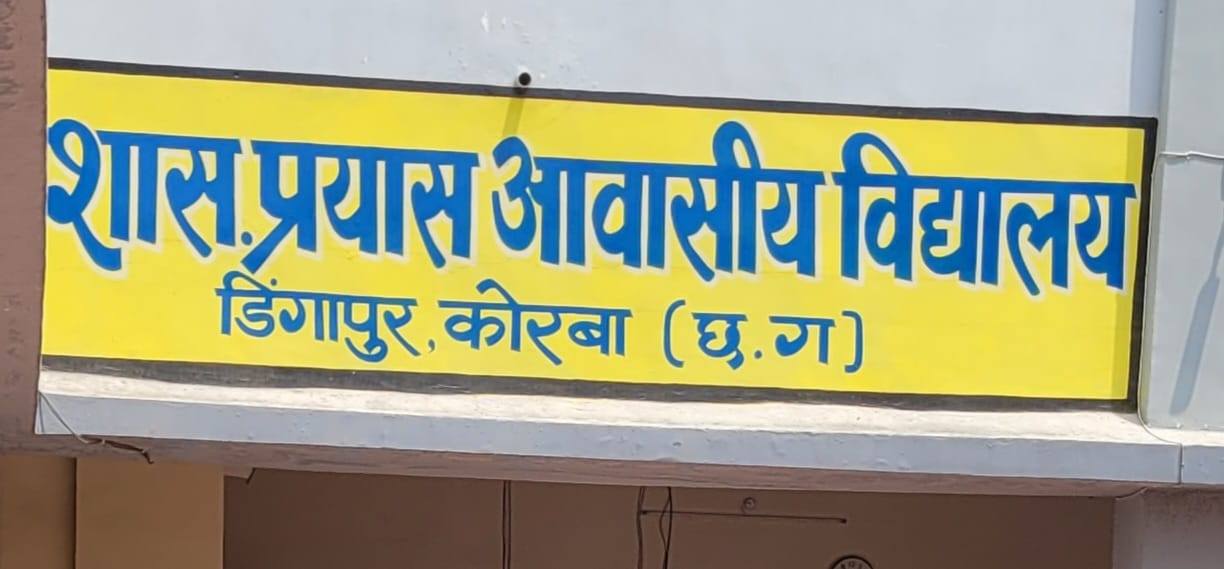 शास. प्रयास आवासीय विद्यालय
डिंगापुर, कोरबा (छ.ग)